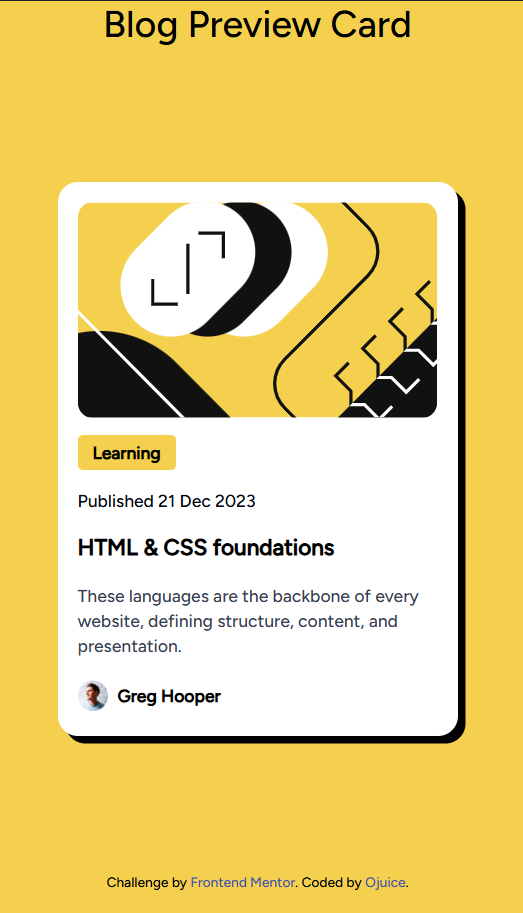 Blog Preview Card
Learning
Published 21 Dec 2023
HTML & CSS foundations
These languages are the backbone of every
website, defining structure, content, and
presentation.
Greg Hooper
Challenge by Frontend Mentor. Coded by Ojuice.